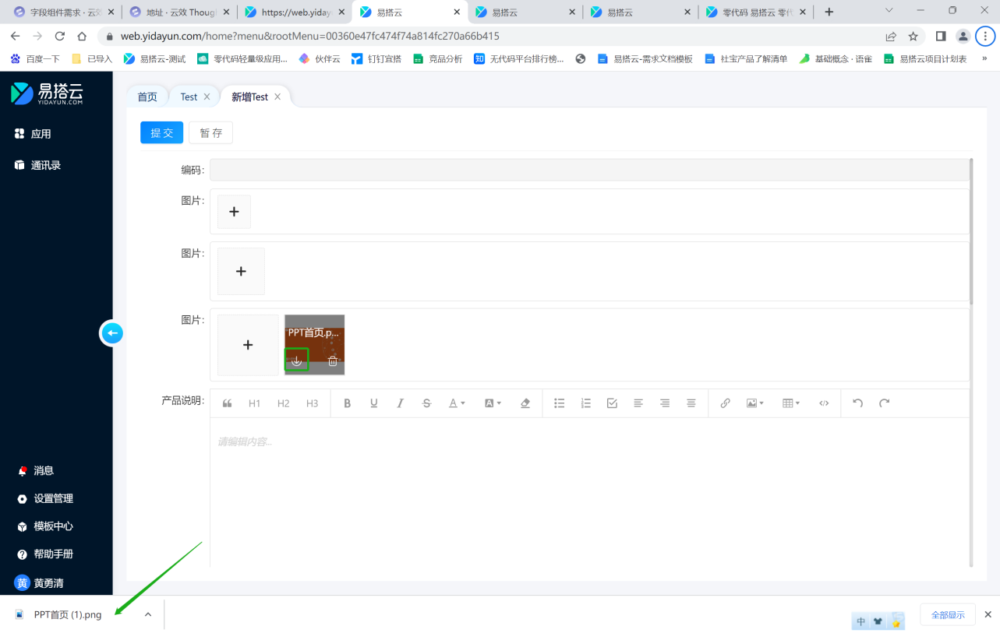 字段组件需求 · 云效
地址 · 云效 Thoug
https://web.yiday
易搭云
易搭云
易搭云
零代码 易搭云 零代
web.yidayun.com/home?menu&rootMenu=00360e47fc474f74a814fc270a66b415
百度一下
已导入
易搭云-测试
零代码轻量级应用...
伙伴云
钉钉宜搭
竞品分析
知
无代码平台排行榜...
易搭云-需求文档模板
社宝产品了解清单
基础概念 · 语雀
易搭云项目计划表
»
易搭云
YIDAYUN.COM
应用
通讯录
首页
Test
新增Test
提 交
暂 存
编码:
图片:
图片:
图片:
PPT首页.p...
产品说明:
H1 H2 H3 B U I S A A
请编辑内容...
消息
设置管理
模板中心
帮助手册
黄 黄勇清
PPT首页 (1).png
中
全部显示